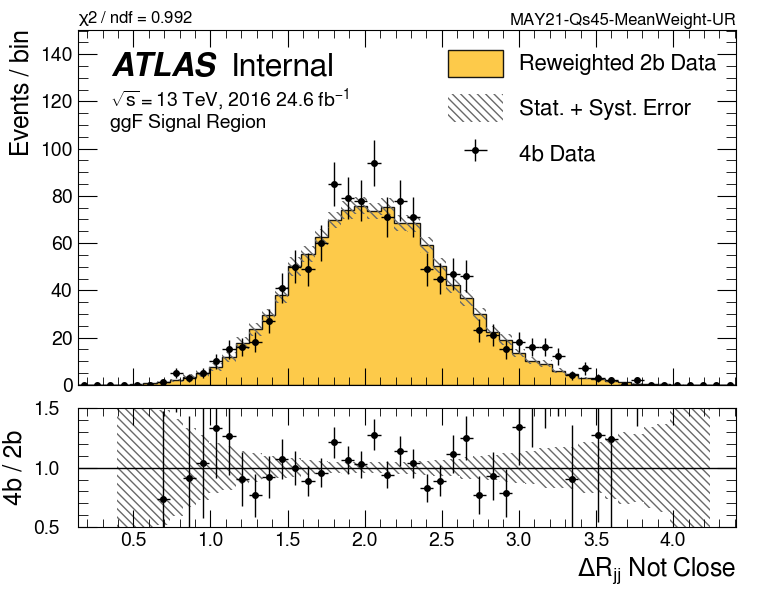 χ2 / ndf = 0.992
MAY21-Qs45-MeanWeight-UR
Events / bin
140
120
100
80
60
40
20
0
ATLAS Internal
√s = 13 TeV, 2016 24.6 fb⁻¹
ggF Signal Region
Reweighted 2b Data
Stat. + Syst. Error
4b Data
4b / 2b
1.5
1.0
0.5
0.5 1.0 1.5 2.0 2.5 3.0 3.5 4.0
ΔRjj Not Close